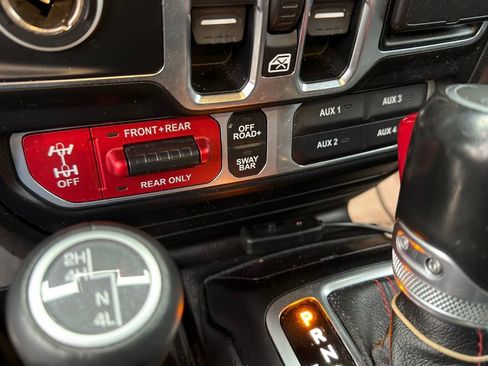 FRONT+REAR
REAR ONLY
OFF
OFF
ROAD+
SWAY
BAR
AUX 1
AUX 3
AUX 2
AUX 4
2H
4H
N
4L
P
R
N